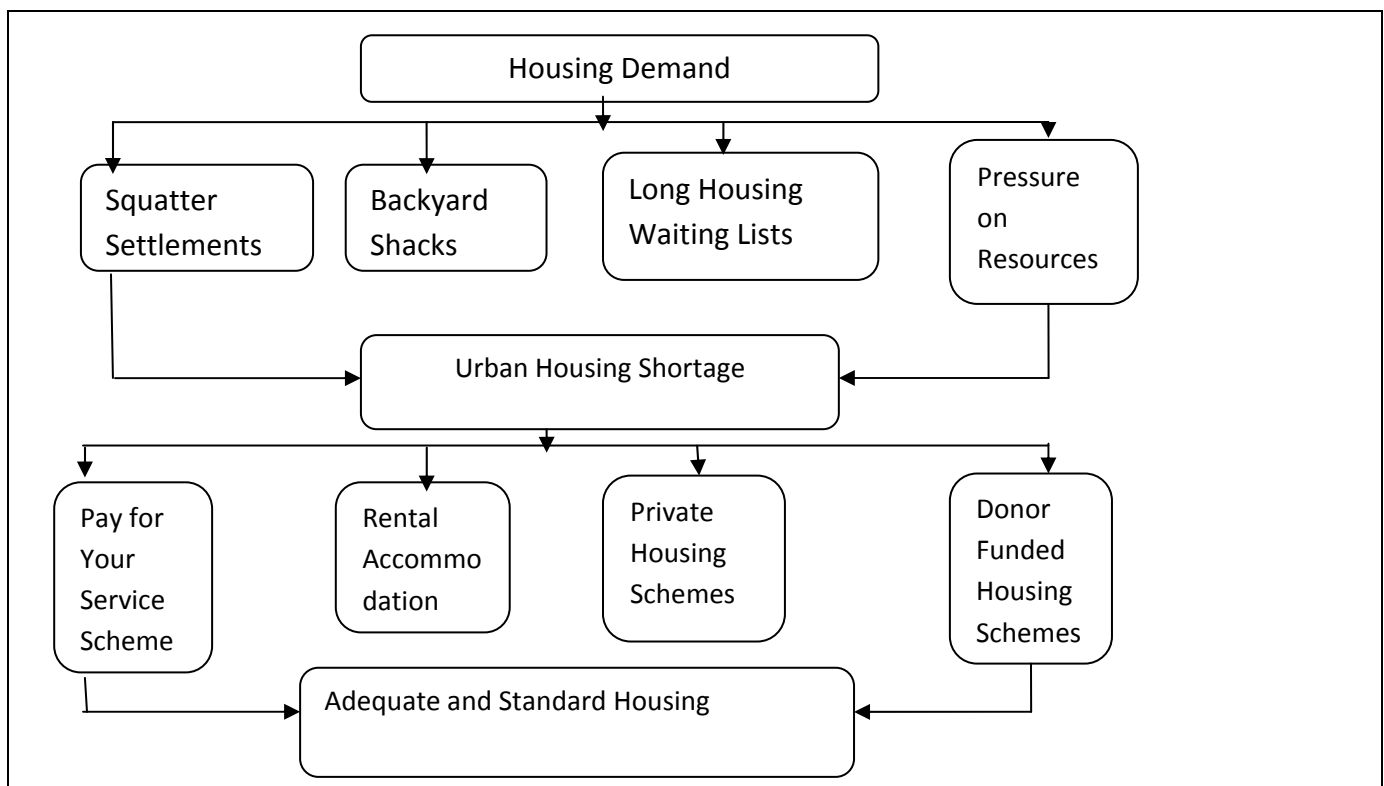 Housing Demand
Squatter
Settlements
Backyard
Shacks
Long Housing
Waiting Lists
Pressure
on
Resources
Urban Housing Shortage
Pay for
Your
Service
Scheme
Rental
Accommo
dation
Private
Housing
Schemes
Donor
Funded
Housing
Schemes
Adequate and Standard Housing